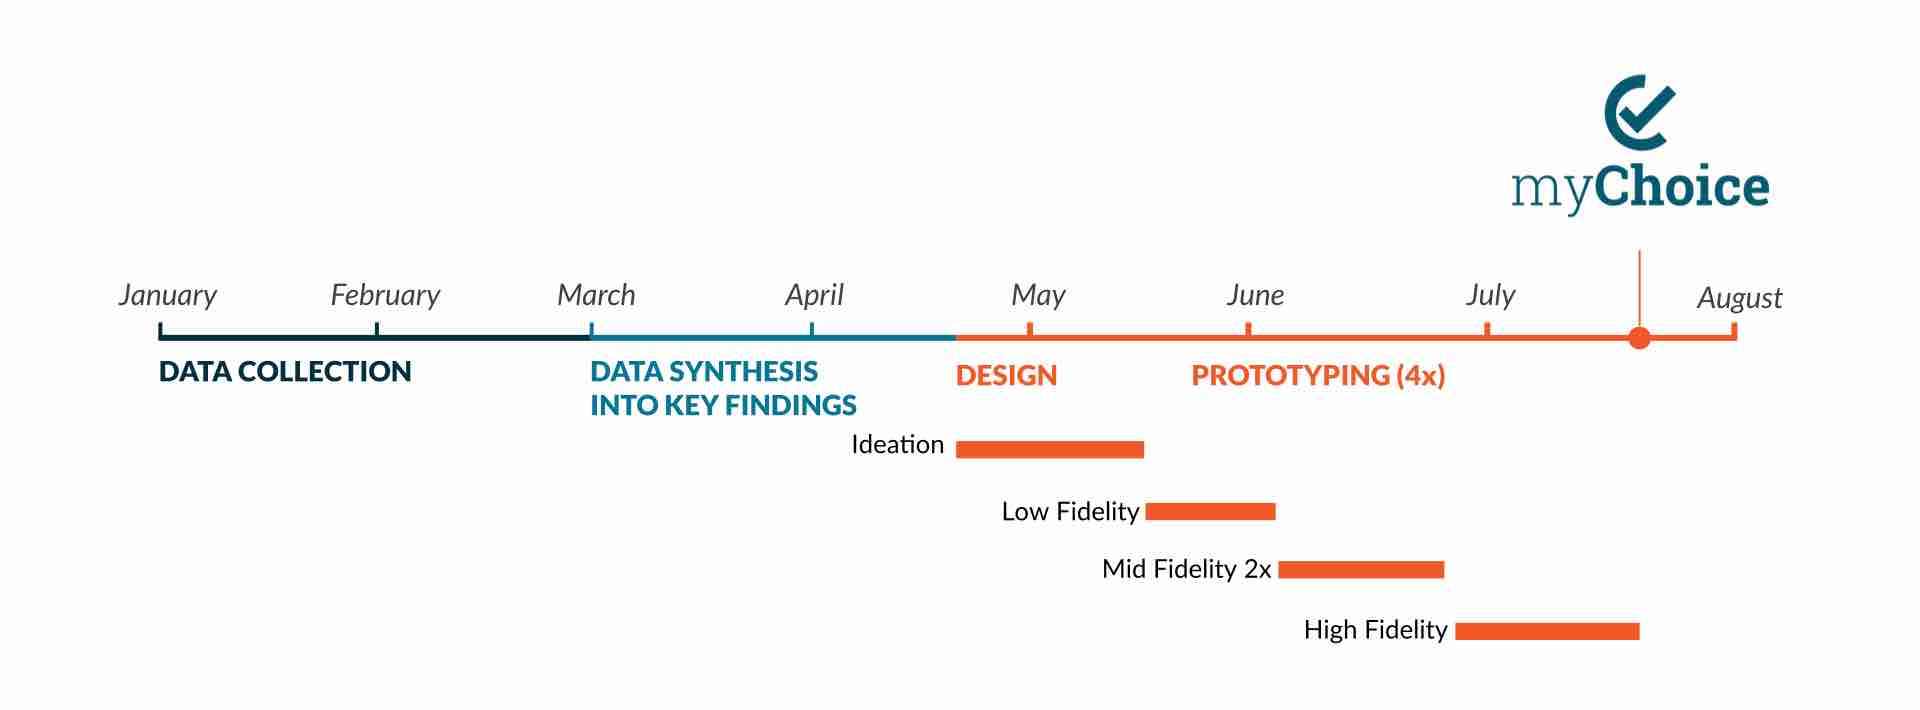 myChoice
January February March April May June July August
DATA COLLECTION
DATA SYNTHESIS
INTO KEY FINDINGS
DESIGN
PROTOTYPING (4x)
Ideation
Low Fidelity
Mid Fidelity 2x
High Fidelity